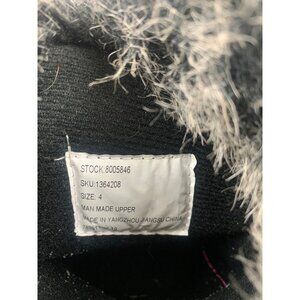 STOCK:8005846
SKU:1364208
SIZE: 4
MAN MADE UPPER
MADE IN YANGZHOU JIANGSU CHINA